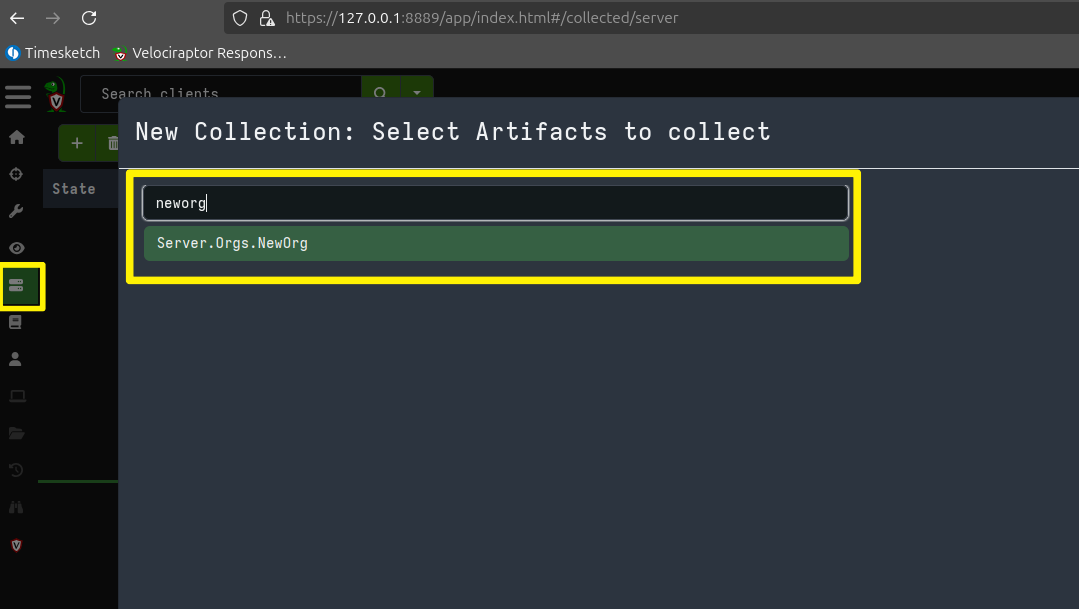 https://127.0.0.1:8889/app/index.html#/collected/server
Timesketch
Velociraptor Respons…
Search clients
New Collection: Select Artifacts to collect
State
neworg
Server.Orgs.NewOrg